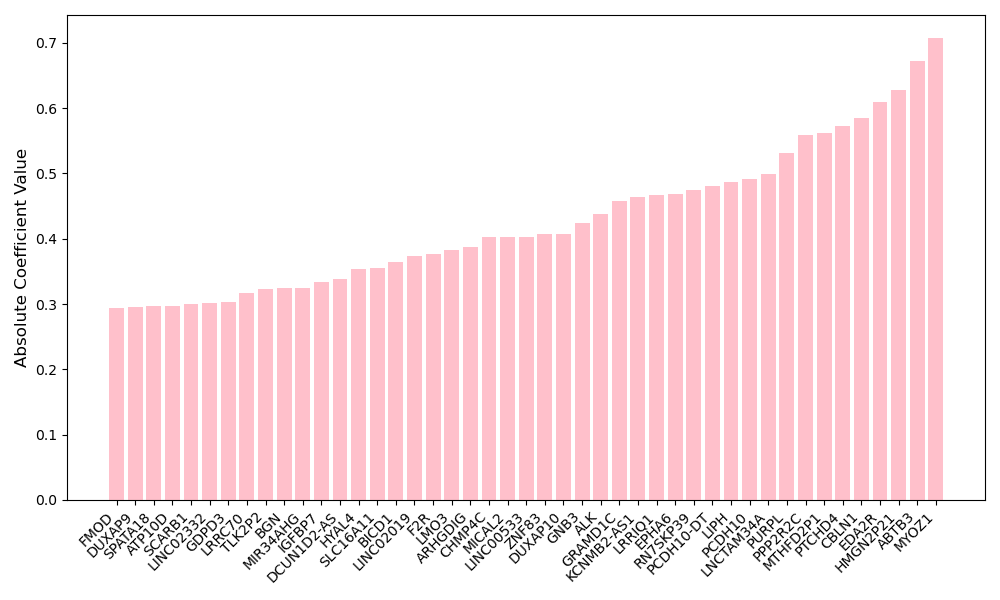 Absolute Coefficient Value
0.7
0.6
0.5
0.4
0.3
0.2
0.1
0.0
FMOD
DUXAP9
SPATA18
ATP10D
SCARB1
LINC02332
GDPD3
LRRC70
TLK2P2
BGN
MIR34AHG
IGFBP7
DCUN1D2-AS
HYAL4
SLC16A11
BICD1
LINC02019
F2R
LMO3
ARHGDIG
CHMP4C
MICAL2
LINC00533
ZNF83
DUXAP10
GNB3
ALK
GRAMD1C
KCNMB2-AS1
LRRIQ1
EPHA6
RN7SKP39
PCDH10-DT
LIPH
PCDH10
LNCTAM34A
PURPL
PPP2R2C
MTHFD2P1
PTCHD4
CBLN1
EDA2R
HMGN2P21
ABTB3
MYOZ1